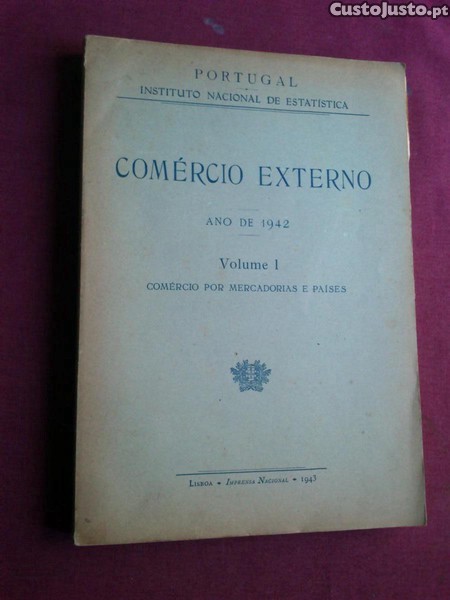 CustoJusto.pt
PORTUGAL
INSTITUTO NACIONAL DE ESTATÍSTICA
COMÉRCIO EXTERNO
ANO DE 1942
Volume I
COMÉRCIO POR MERCADORIAS E PAÍSES
LISBOA - IMPRENSA NACIONAL - 1943